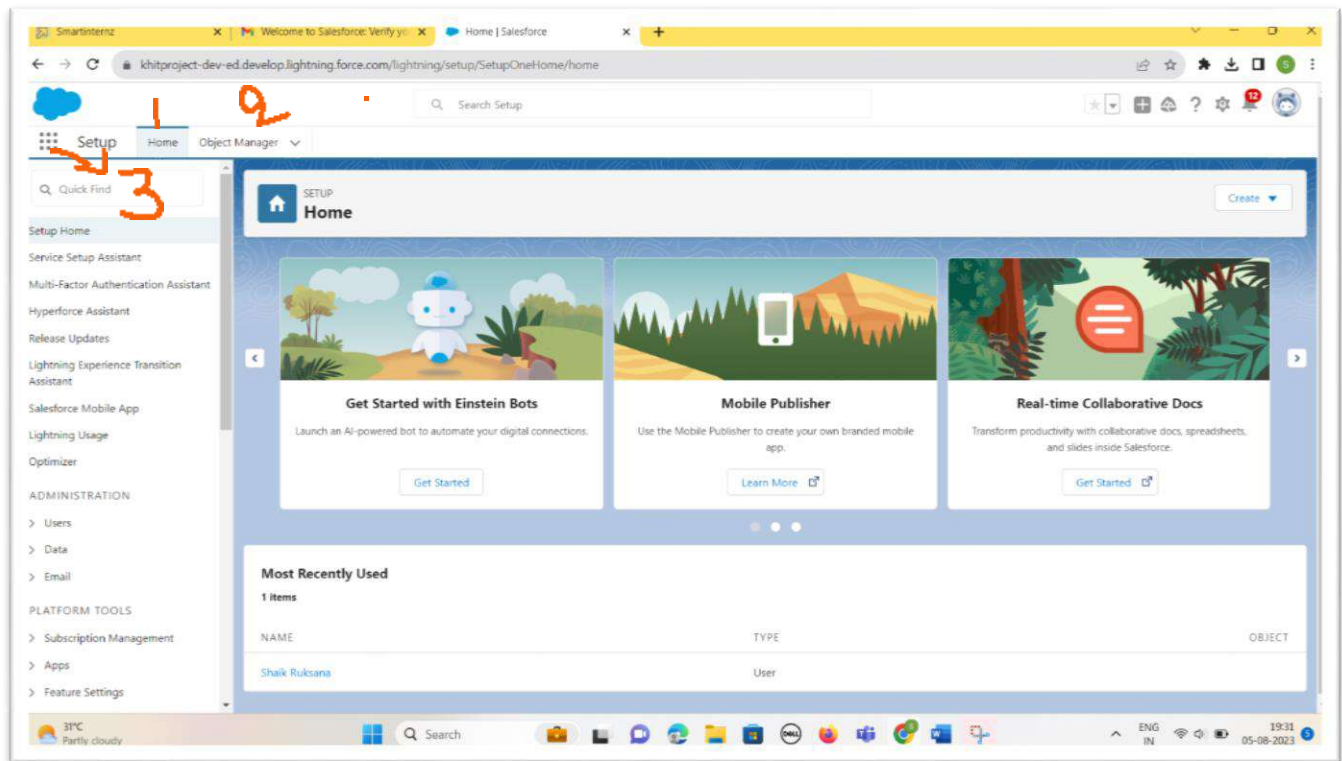 Smartinternz
Welcome to Salesforce: Verify yo
Home | Salesforce
khitproject-dev-ed.develop.lightning.force.com/lightning/setup/SetupOneHome/home
S
1
2
Search Setup
12
Setup
Home
Object Manager
3
Quick Find
Setup Home
Service Setup Assistant
Multi-Factor Authentication Assistant
Hyperforce Assistant
Release Updates
Lightning Experience Transition
Assistant
Salesforce Mobile App
Lightning Usage
Optimizer
ADMINISTRATION
Users
Data
Email
PLATFORM TOOLS
Subscription Management
Apps
Feature Settings
SETUP
Home
Create
Get Started with Einstein Bots
Launch an AI-powered bot to automate your digital connections.
Get Started
Mobile Publisher
Use the Mobile Publisher to create your own branded mobile
app.
Learn More
Real-time Collaborative Docs
Transform productivity with collaborative docs, spreadsheets,
and slides inside Salesforce.
Get Started
Most Recently Used
1 items
NAME TYPE OBJECT
Shaik Ruksana User
31°C
Partly cloudy
Search
DELL
ENG
IN
19:31
05-08-2023
5